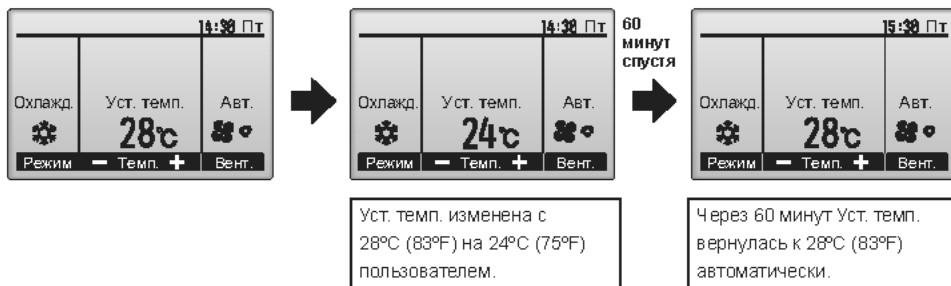 14:30 Пт
Охлажд. Уст. темп. Авт.
28°C
Режим − Темп. + Вент.
14:30 Пт
Охлажд. Уст. темп. Авт.
24°C
Режим − Темп. + Вент.
60
минут
спустя
15:30 Пт
Охлажд. Уст. темп. Авт.
28°C
Режим − Темп. + Вент.
Уст. темп. изменена с
28ºC (83ºF) на 24ºC (75ºF)
пользователем.
Через 60 минут Уст. темп.
вернулась к 28ºC (83ºF)
автоматически.